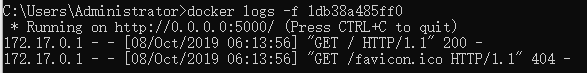 C:\Users\Administrator>docker logs -f 1db38a485ff0
 * Running on http://0.0.0.0:5000/ (Press CTRL+C to quit)
172.17.0.1 - - [08/Oct/2019 06:13:56] "GET / HTTP/1.1" 200 -
172.17.0.1 - - [08/Oct/2019 06:13:56] "GET /favicon.ico HTTP/1.1" 404 -